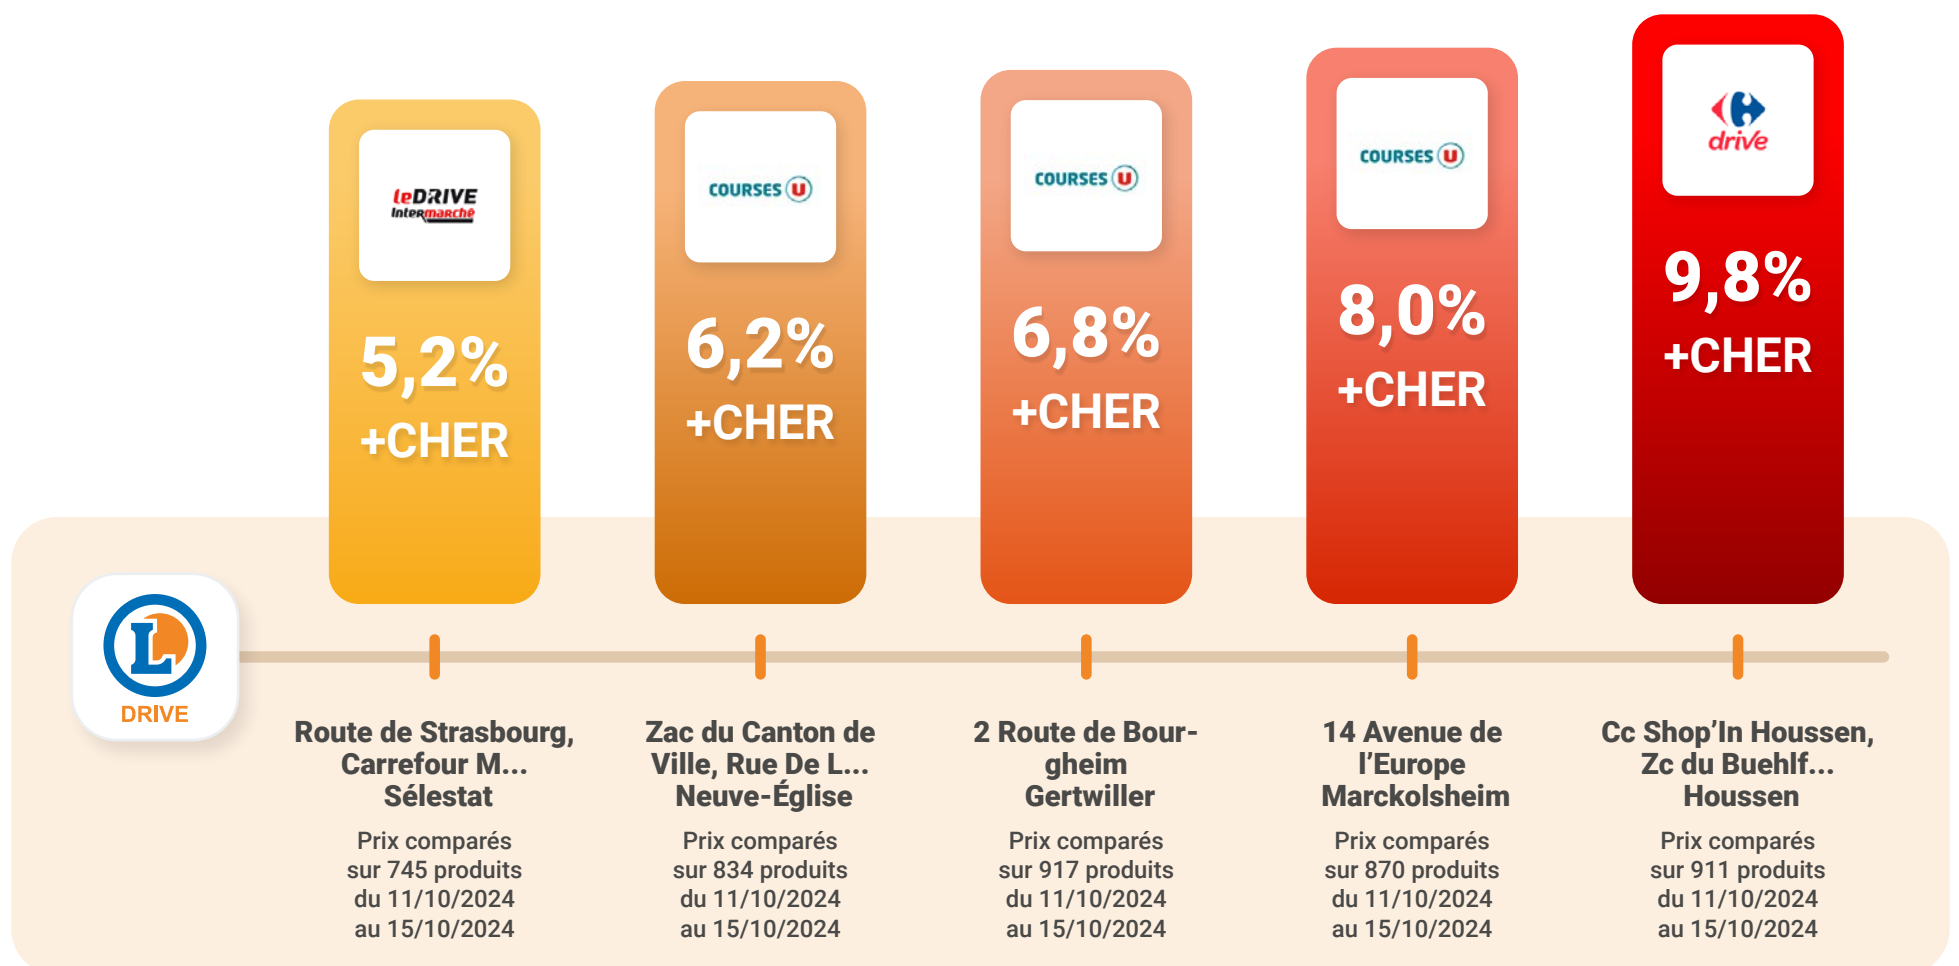 leDRIVE
Intermarché
5,2%
+CHER
COURSES U
6,2%
+CHER
COURSES U
6,8%
+CHER
COURSES U
8,0%
+CHER
drive
9,8%
+CHER
L
DRIVE
Route de Strasbourg,
Carrefour M...
Sélestat
Prix comparés
sur 745 produits
du 11/10/2024
au 15/10/2024
Zac du Canton de
Ville, Rue De L...
Neuve-Église
Prix comparés
sur 834 produits
du 11/10/2024
au 15/10/2024
2 Route de Bour-
gheim
Gertwiller
Prix comparés
sur 917 produits
du 11/10/2024
au 15/10/2024
14 Avenue de
l’Europe
Marckolsheim
Prix comparés
sur 870 produits
du 11/10/2024
au 15/10/2024
Cc Shop’In Houssen,
Zc du Buehlf...
Houssen
Prix comparés
sur 911 produits
du 11/10/2024
au 15/10/2024